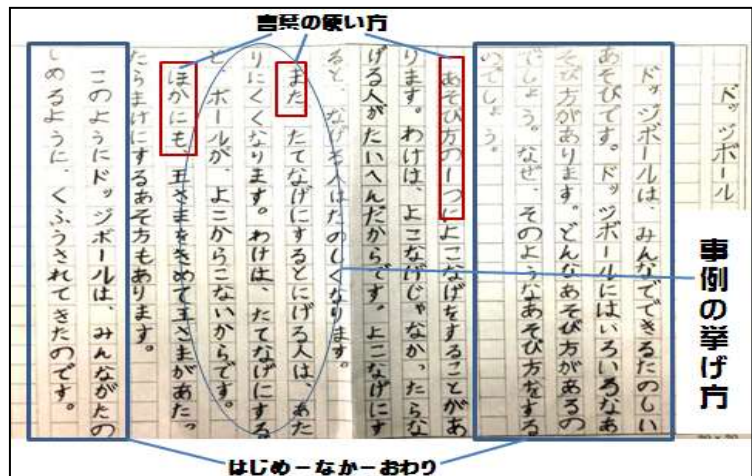 言葉の使い方
ドッジボール
ドッジボールは、みんなでできるたのしい
あそびです。ドッジボールにはいろいろなあ
そび方があります。どんなあそび方があるの
でしょう。なぜ、そのようなあそび方をする
のでしょう。
あそび方の一つによこなげをすることがあ
ります。わけは、よこなげじゃなかったらな
げる人がたいへんだからです。よこなげにす
ると、なげる人はたのしくなります。
また、たてなげにするとにげる人は、あた
りにくくなります。わけは、たてなげにする
と、ボールが、よこからこないからです。
ほかにも、王さまをきめて王さまがあたっ
たらまけにするあそ方もあります。
このようにドッジボールは、みんながたの
しめるように、くふうされてきたのです。
事例の挙げ方
はじめーなかーおわり